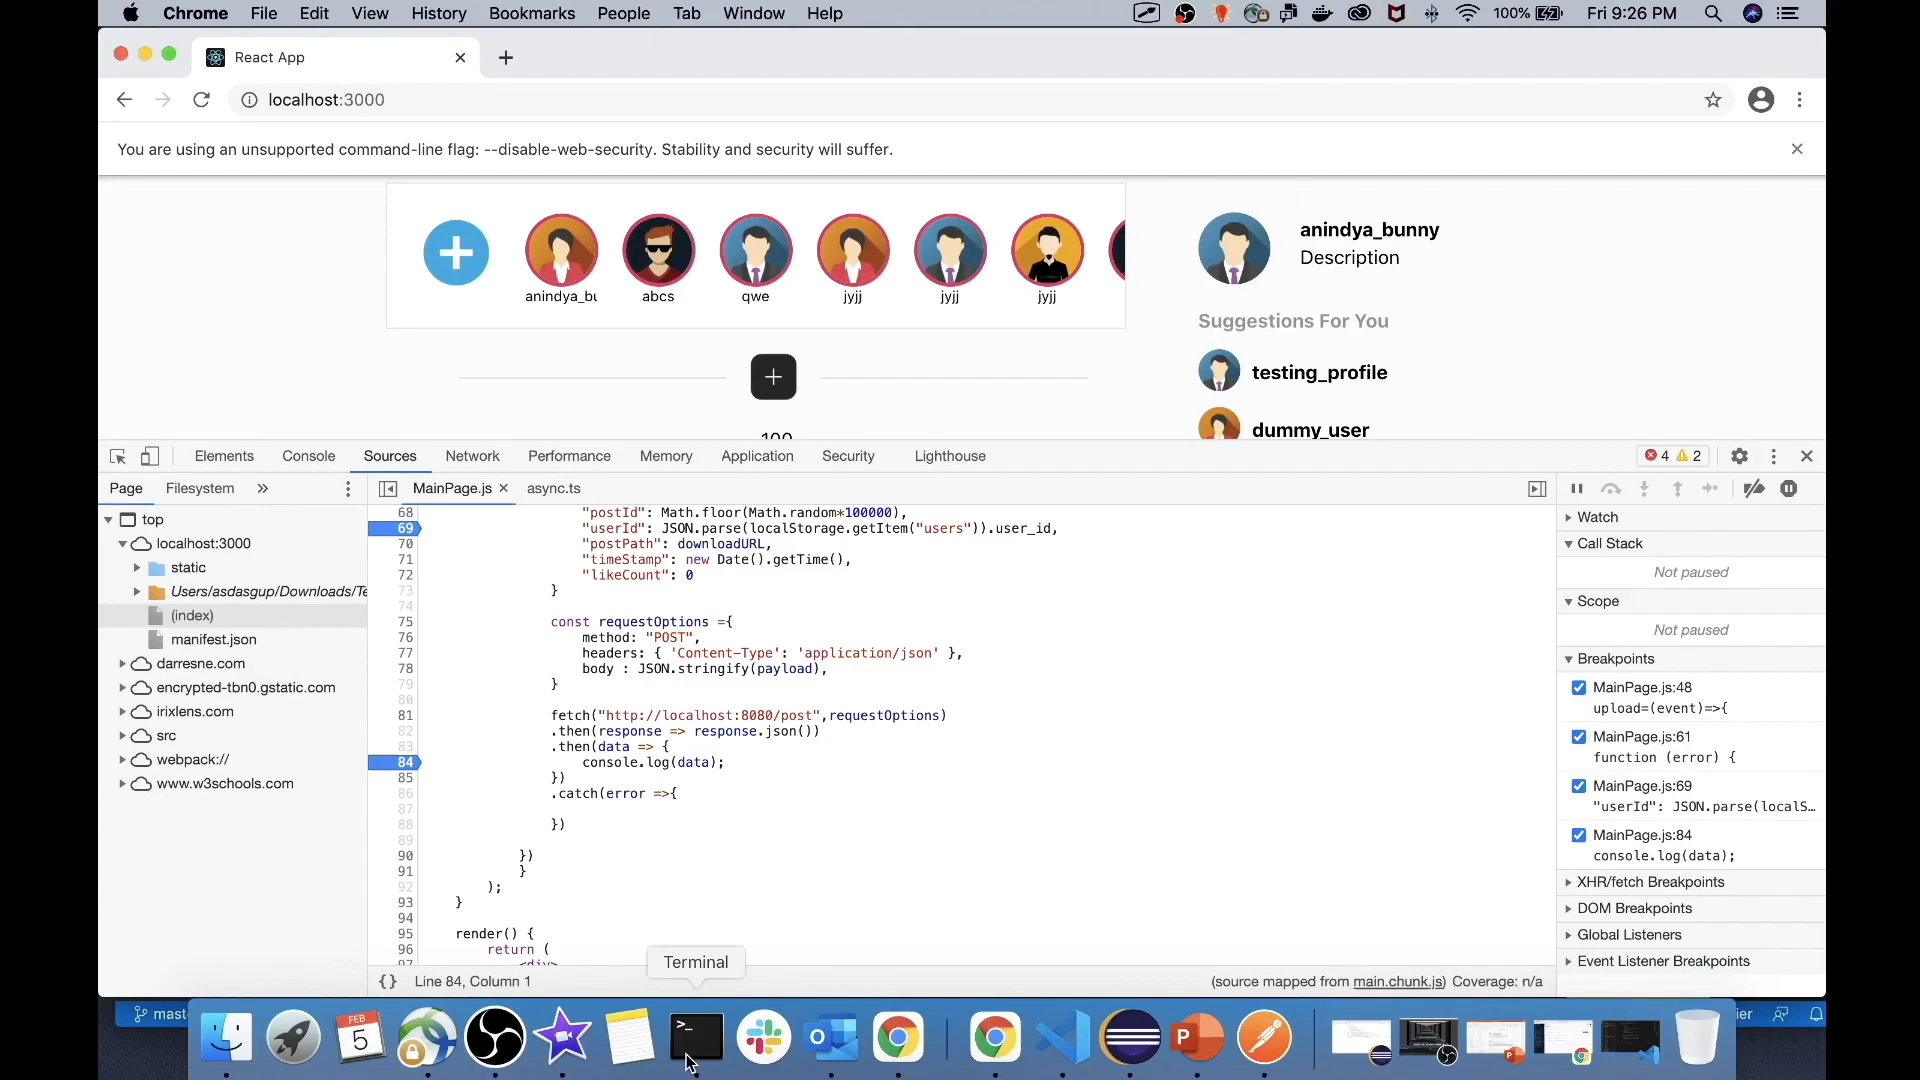 Chrome File Edit View History Bookmarks People Tab Window Help 100% Fri 9:26 PM
React App
localhost:3000
You are using an unsupported command-line flag: --disable-web-security. Stability and security will suffer.
anindya_bu abcs qwe jyjj jyjj jyjj
anindya_bunny
Description
Suggestions For You
testing_profile
dummy_user
100
Elements Console Sources Network Performance Memory Application Security Lighthouse 4 2
Page Filesystem » MainPage.js async.ts
top
localhost:3000
static
Users/asdasgup/Downloads/Te
(index)
manifest.json
darresne.com
encrypted-tbn0.gstatic.com
irixlens.com
src
webpack://
www.w3schools.com
68 "postId": Math.floor(Math.random*100000),
69 "userId": JSON.parse(localStorage.getItem("users")).user_id,
70 "postPath": downloadURL,
71 "timeStamp": new Date().getTime(),
72 "likeCount": 0
73 }
74
75 const requestOptions ={
76 method: "POST",
77 headers: { 'Content-Type': 'application/json' },
78 body : JSON.stringify(payload),
79 }
80
81 fetch("http://localhost:8080/post",requestOptions)
82 .then(response => response.json())
83 .then(data => {
84 console.log(data);
85 })
86 .catch(error =>{
87
88 })
89
90 })
91 }
92 );
93 }
94
95 render() {
96 return (
97 <div>
{} Line 84, Column 1 (source mapped from main.chunk.js) Coverage: n/a
Watch
Call Stack
Not paused
Scope
Not paused
Breakpoints
MainPage.js:48
upload=(event)=>{
MainPage.js:61
function (error) {
MainPage.js:69
"userId": JSON.parse(localS…
MainPage.js:84
console.log(data);
XHR/fetch Breakpoints
DOM Breakpoints
Global Listeners
Event Listener Breakpoints
Terminal
FEB
5